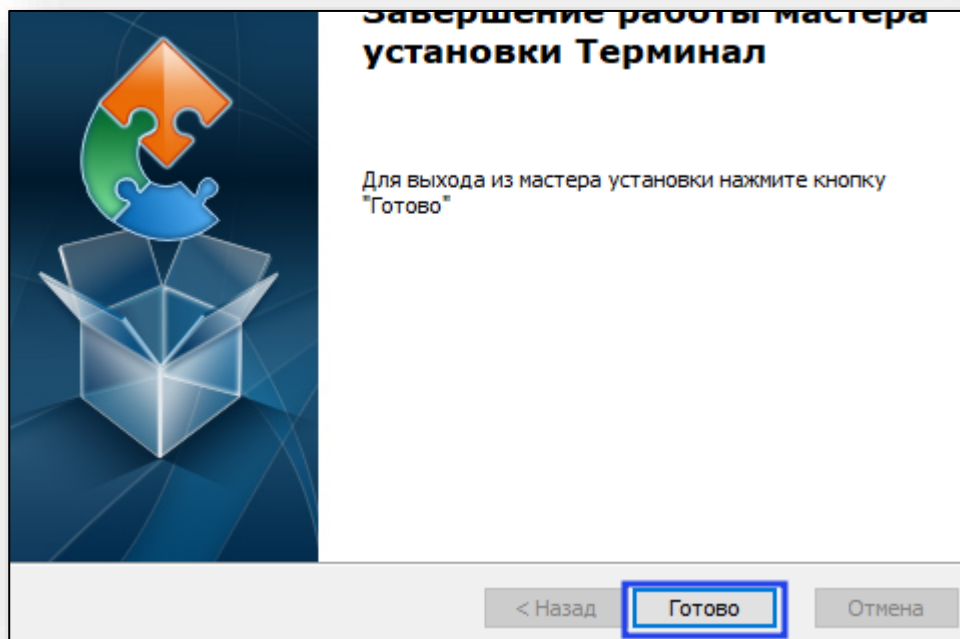 Завершение работы мастера
установки Терминал
Для выхода из мастера установки нажмите кнопку
"Готово"
< Назад
Готово
Отмена